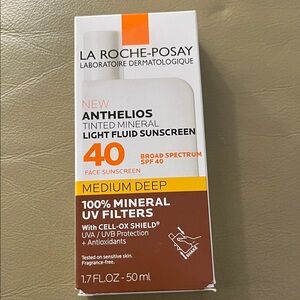 LA ROCHE-POSAY
LABORATOIRE DERMATOLOGIQUE
NEW
ANTHELIOS
TINTED MINERAL
LIGHT FLUID SUNSCREEN
40
BROAD SPECTRUM
SPF 40
FACE SUNSCREEN
MEDIUM DEEP
100% MINERAL
UV FILTERS
With CELL-OX SHIELD®
UVA / UVB Protection
+ Antioxidants
Tested on sensitive skin.
Fragrance-free.
SHAKE
1.7 FL.OZ - 50 ml